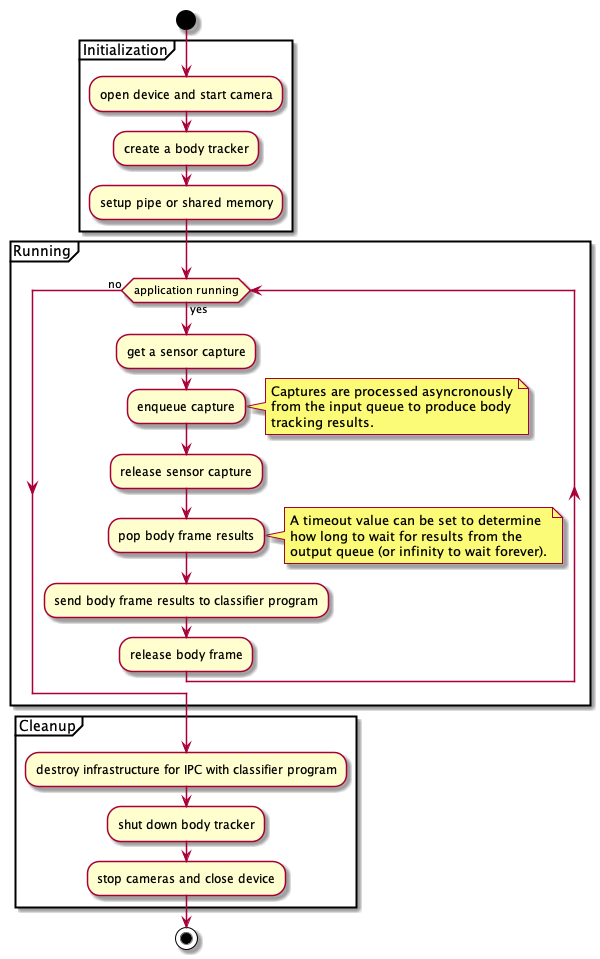 Initialization
open device and start camera
create a body tracker
setup pipe or shared memory
Running
no
application running
yes
get a sensor capture
enqueue capture
Captures are processed asyncronously
from the input queue to produce body
tracking results.
release sensor capture
pop body frame results
A timeout value can be set to determine
how long to wait for results from the
output queue (or infinity to wait forever).
send body frame results to classifier program
release body frame
Cleanup
destroy infrastructure for IPC with classifier program
shut down body tracker
stop cameras and close device